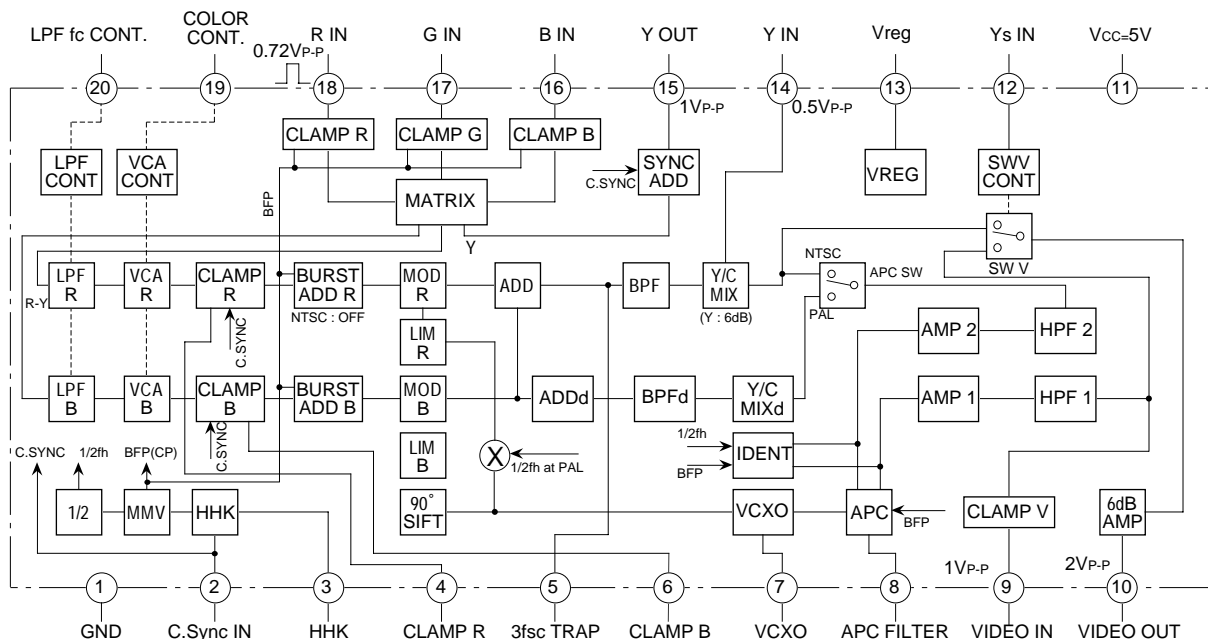 LPF fc CONT.
COLOR
CONT.
0.72VP-P
R IN
G IN
B IN
Y OUT
Y IN
Vreg
Ys IN
VCC=5V
20
19
18
17
16
15
1VP-P
14
0.5VP-P
13
12
11
CLAMP R
CLAMP G
CLAMP B
LPF
CONT
VCA
CONT
SYNC
ADD
C.SYNC
VREG
SWV
CONT
BFP
MATRIX
Y
SW V
NTSC
APC SW
PAL
R-Y
LPF
R
VCA
R
CLAMP
R
BURST
ADD R
NTSC : OFF
MOD
R
ADD
BPF
Y/C
MIX
(Y : 6dB)
C.SYNC
LIM
R
AMP 2
HPF 2
LPF
B
VCA
B
CLAMP
B
BURST
ADD B
MOD
B
ADDd
BPFd
Y/C
MIXd
AMP 1
HPF 1
C.SYNC
1/2fh
BFP(CP)
C.SYNC
LIM
B
X
1/2fh at PAL
1/2fh
BFP
IDENT
1/2
MMV
HHK
90°
SIFT
VCXO
APC
BFP
CLAMP V
6dB
AMP
1VP-P
2VP-P
1
2
3
4
5
6
7
8
9
10
GND
C.Sync IN
HHK
CLAMP R
3fsc TRAP
CLAMP B
VCXO
APC FILTER
VIDEO IN
VIDEO OUT